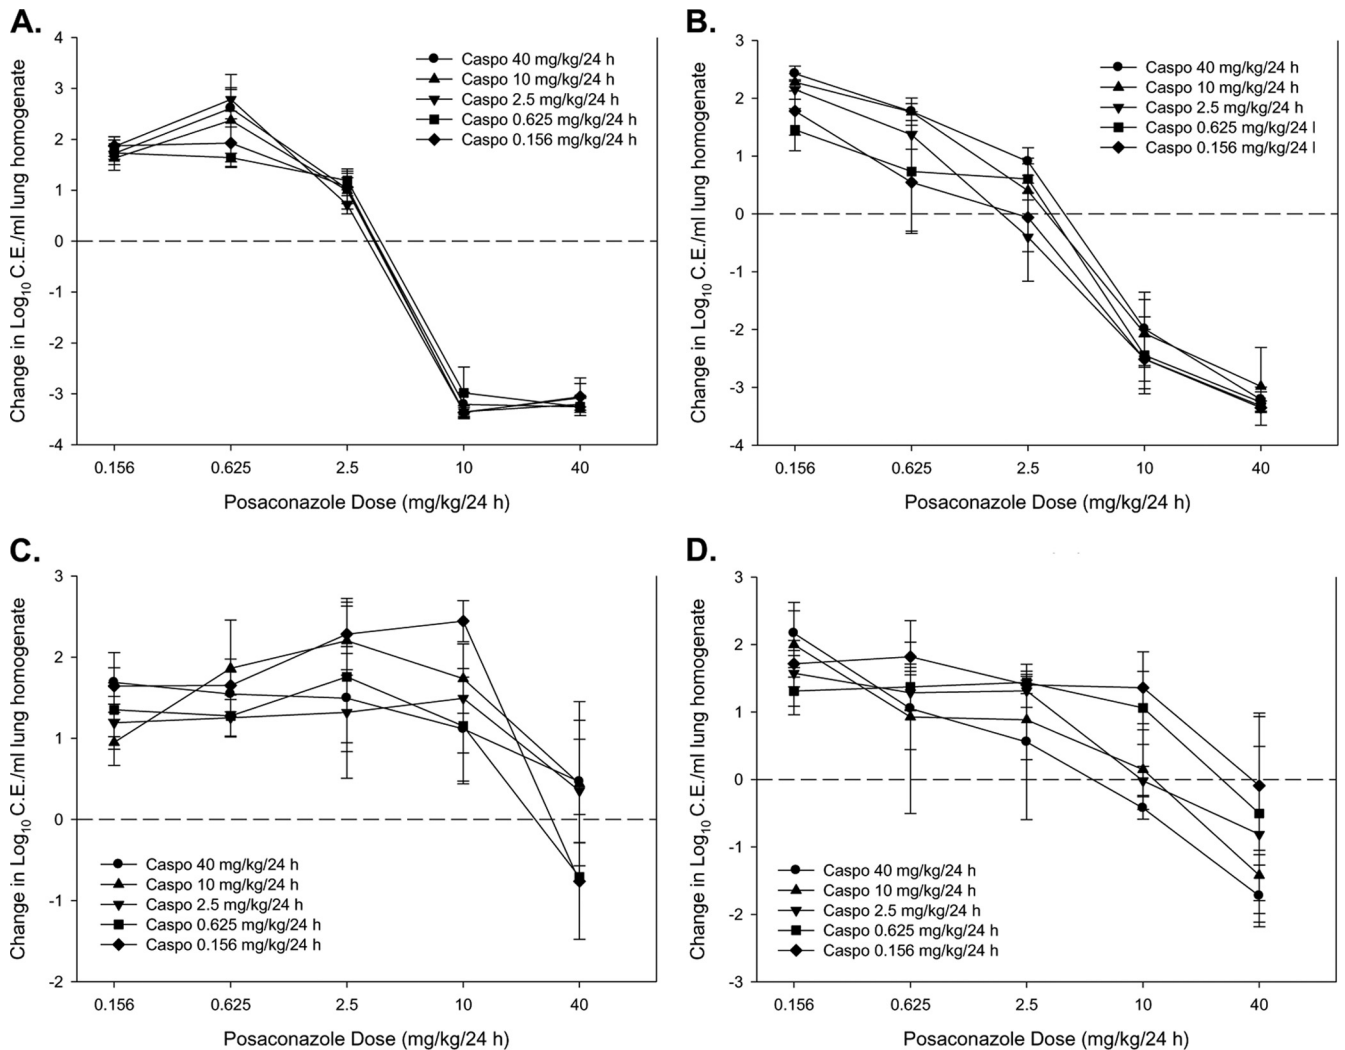 A.
Change in Log10 C.E./ml lung homogenate
4
3
2
1
0
-1
-2
-3
-4
Caspo 40 mg/kg/24 h
Caspo 10 mg/kg/24 h
Caspo 2.5 mg/kg/24 h
Caspo 0.625 mg/kg/24 h
Caspo 0.156 mg/kg/24 h
0.156 0.625 2.5 10 40
Posaconazole Dose (mg/kg/24 h)
B.
Change in Log10 C.E./ml lung homogenate
3
2
1
0
-1
-2
-3
-4
Caspo 40 mg/kg/24 h
Caspo 10 mg/kg/24 h
Caspo 2.5 mg/kg/24 h
Caspo 0.625 mg/kg/24 l
Caspo 0.156 mg/kg/24 l
0.156 0.625 2.5 10 40
Posaconazole Dose (mg/kg/24 h)
C.
Change in Log10 C.E./ml lung homogenate
3
2
1
0
-1
-2
Caspo 40 mg/kg/24 h
Caspo 10 mg/kg/24 h
Caspo 2.5 mg/kg/24 h
Caspo 0.625 mg/kg/24 h
Caspo 0.156 mg/kg/24 h
0.156 0.625 2.5 10 40
Posaconazole Dose (mg/kg/24 h)
D.
Change in Log10 C.E./ml lung homogenate
3
2
1
0
-1
-2
-3
Caspo 40 mg/kg/24 h
Caspo 10 mg/kg/24 h
Caspo 2.5 mg/kg/24 h
Caspo 0.625 mg/kg/24 h
Caspo 0.156 mg/kg/24 h
0.156 0.625 2.5 10 40
Posaconazole Dose (mg/kg/24 h)